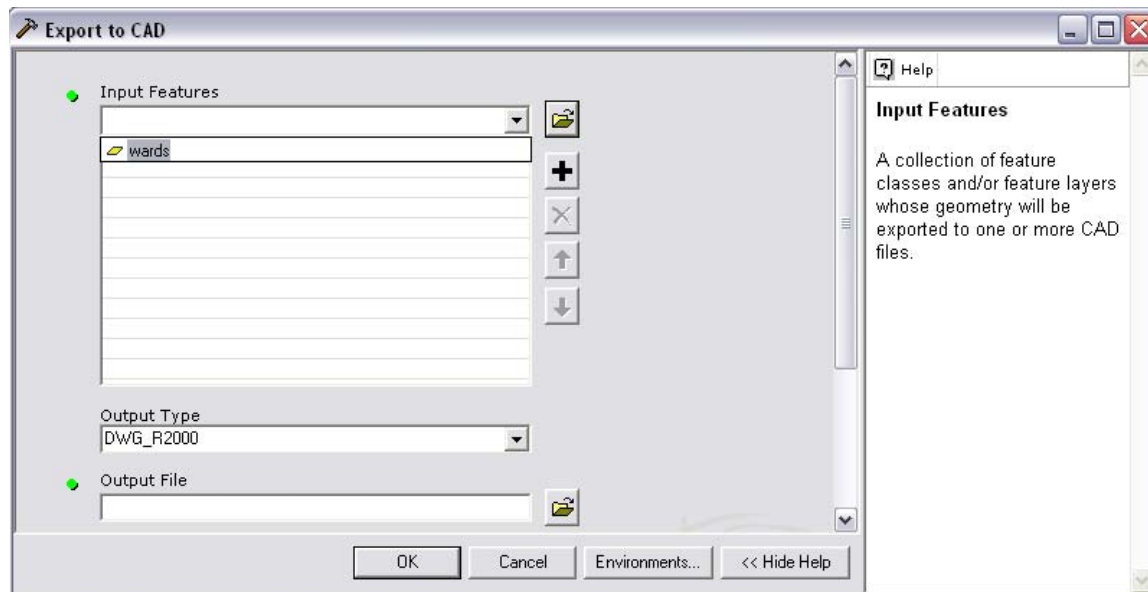 Export to CAD
Input Features
wards
Output Type
DWG_R2000
Output File
OK
Cancel
Environments...
<< Hide Help
Help
Input Features
A collection of feature
classes and/or feature layers
whose geometry will be
exported to one or more CAD
files.